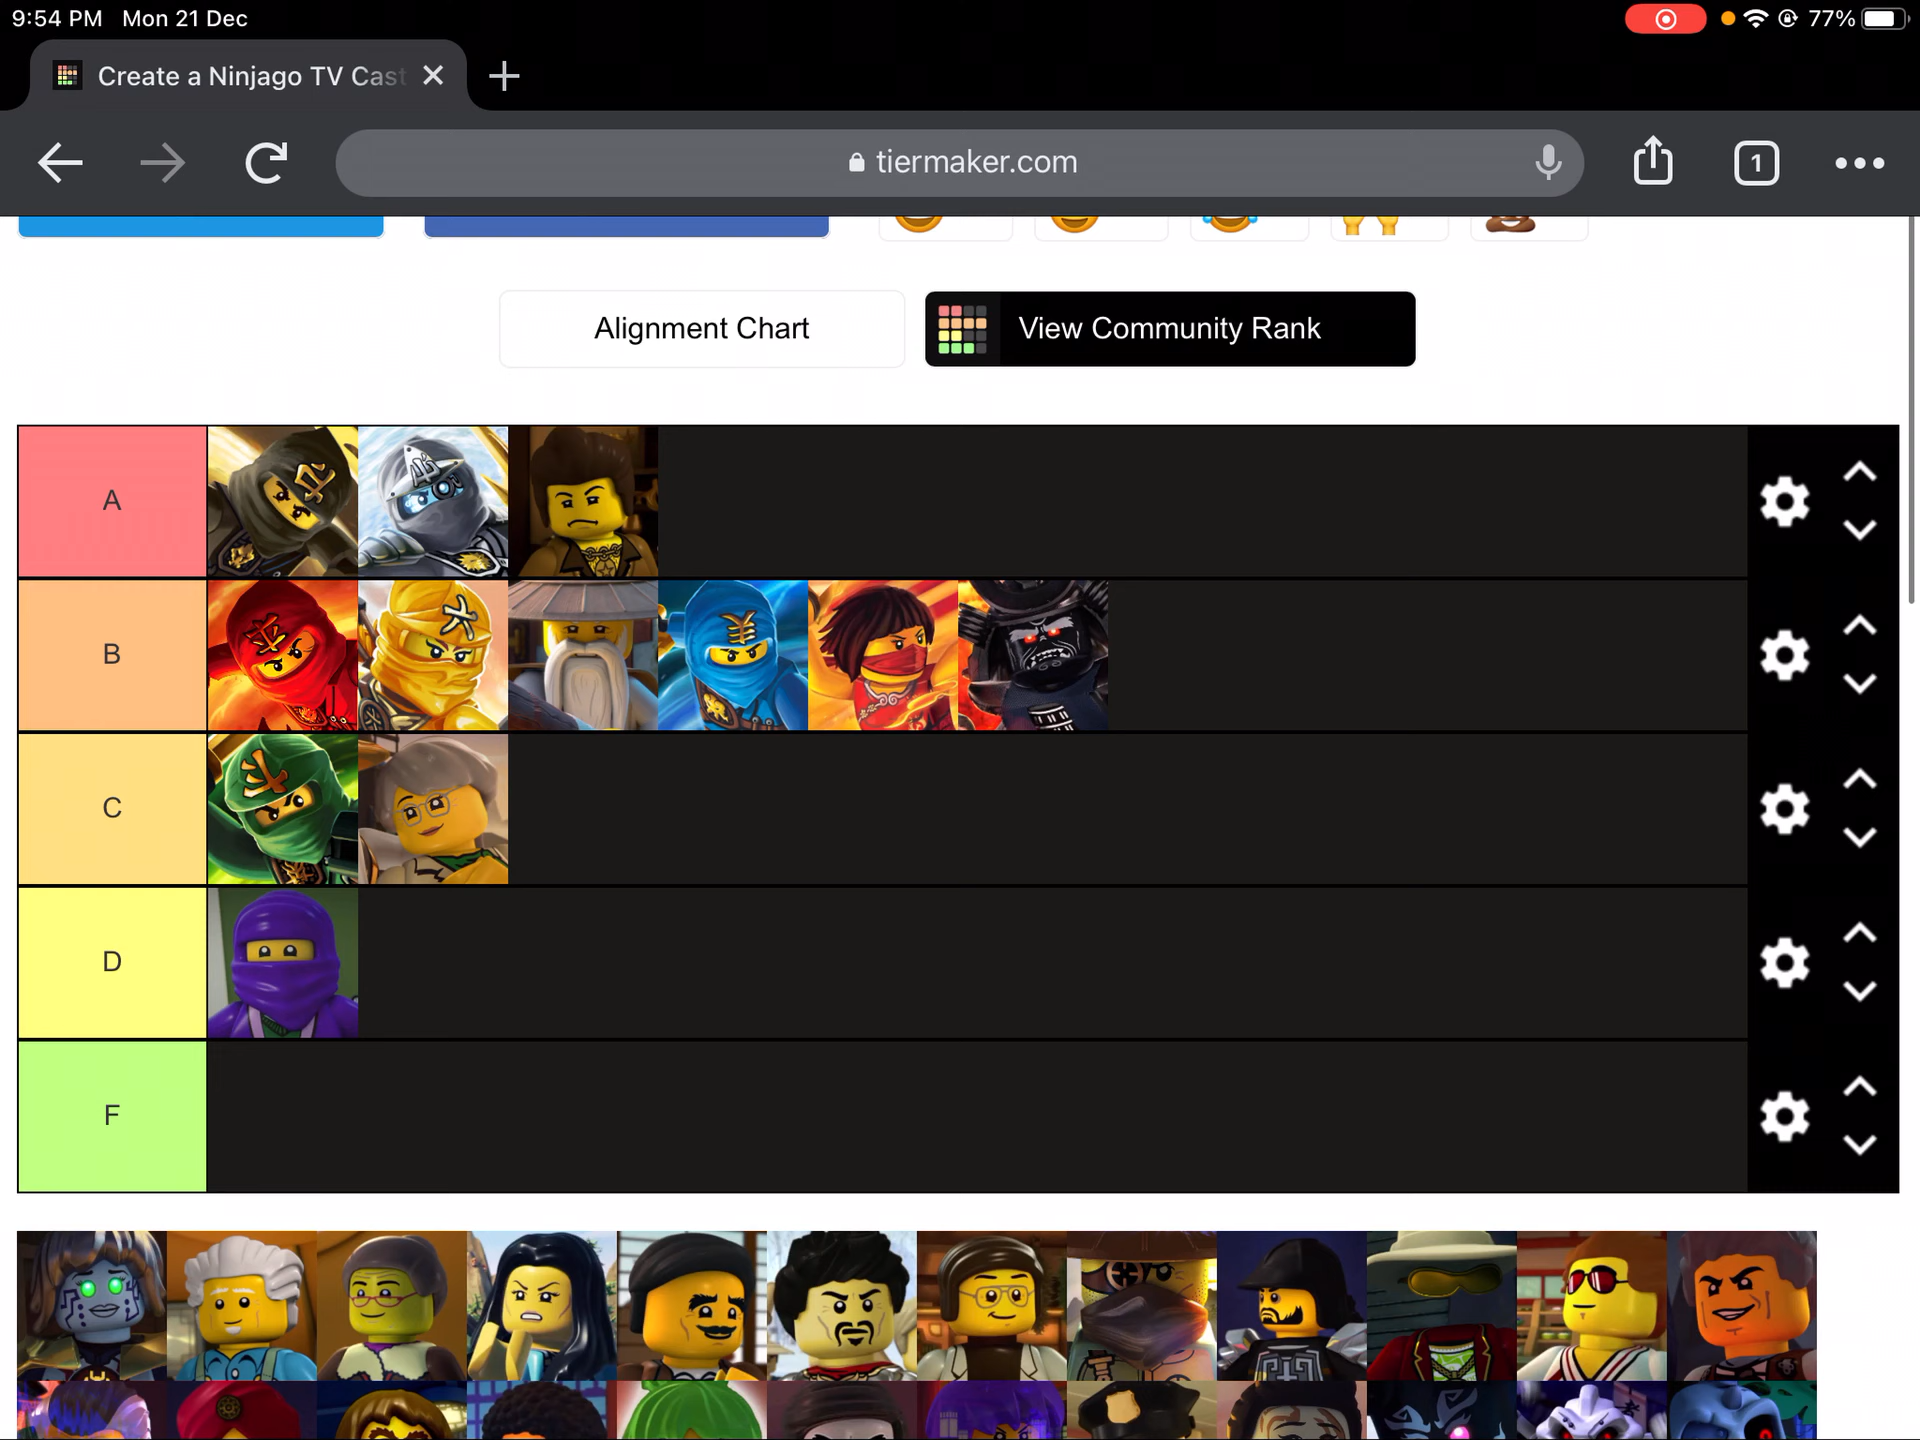 9:54 PM Mon 21 Dec
77%
Create a Ninjago TV Cast
tiermaker.com
1
Alignment Chart
View Community Rank
A
B
C
D
F